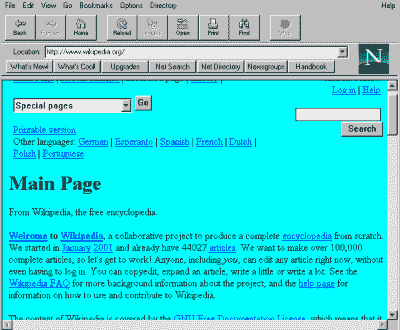 File Edit View Go Bookmarks Options Directory Help
Back Forward Home Reload Images Open Print Find Stop
Location: http://www.wikipedia.org/
What's New! What's Cool! Upgrades Net Search Net Directory Newsgroups Handbook
N
Log in | Help
Special pages Go
Search
Printable version
Other languages: German | Esperanto | Spanish | French | Dutch |
Polish | Portuguese
Main Page
From Wikipedia, the free encyclopedia.
Welcome to Wikipedia, a collaborative project to produce a complete encyclopedia from scratch.
We started in January 2001 and already have 44027 articles. We want to make over 100,000
complete articles, so let's get to work! Anyone, including you, can edit any article right now, without
even having to log in. You can copyedit, expand an article, write a little or write a lot. See the
Wikipedia FAQ for more background information about the project, and the help page for
information on how to use and contribute to Wikipedia.
The content of Wikipedia is covered by the GNU Free Documentation License, which means that it